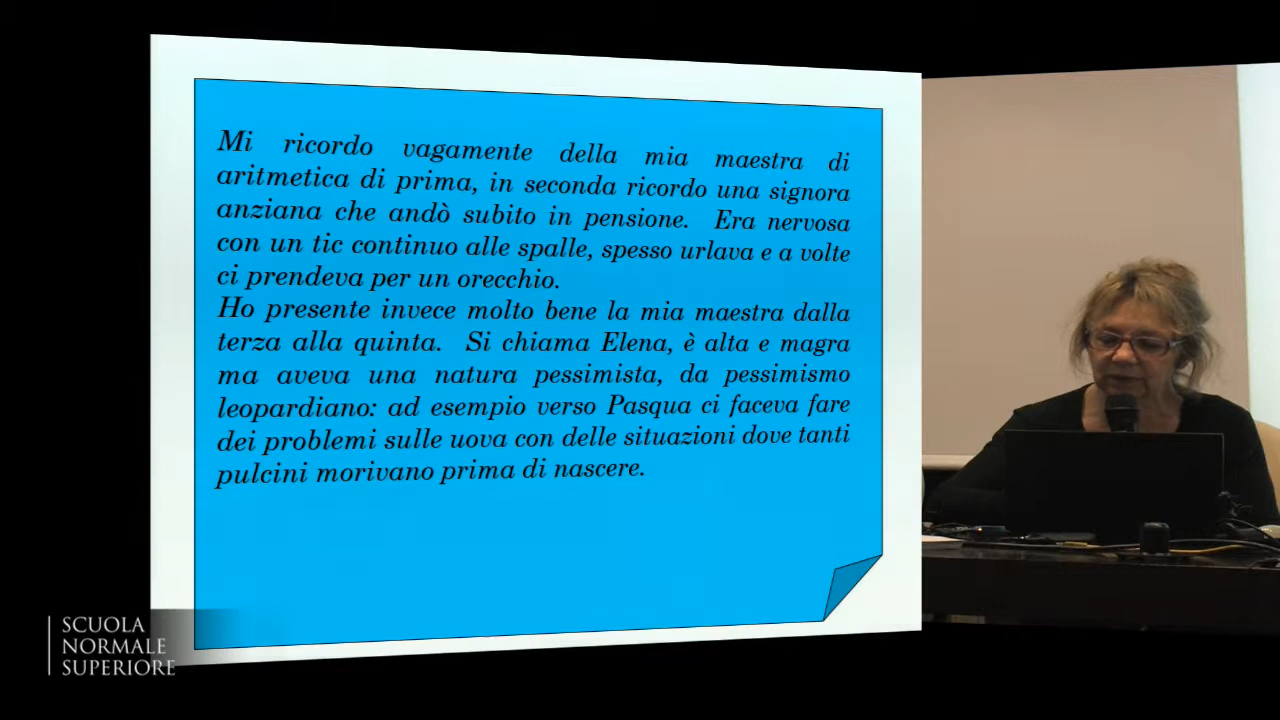 Mi ricordo vagamente della mia maestra di
aritmetica di prima, in seconda ricordo una signora
anziana che andò subito in pensione. Era nervosa
con un tic continuo alle spalle, spesso urlava e a volte
ci prendeva per un orecchio.
Ho presente invece molto bene la mia maestra dalla
terza alla quinta. Si chiama Elena, è alta e magra
ma aveva una natura pessimista, da pessimismo
leopardiano: ad esempio verso Pasqua ci faceva fare
dei problemi sulle uova con delle situazioni dove tanti
pulcini morivano prima di nascere.
SCUOLA
NORMALE
SUPERIORE